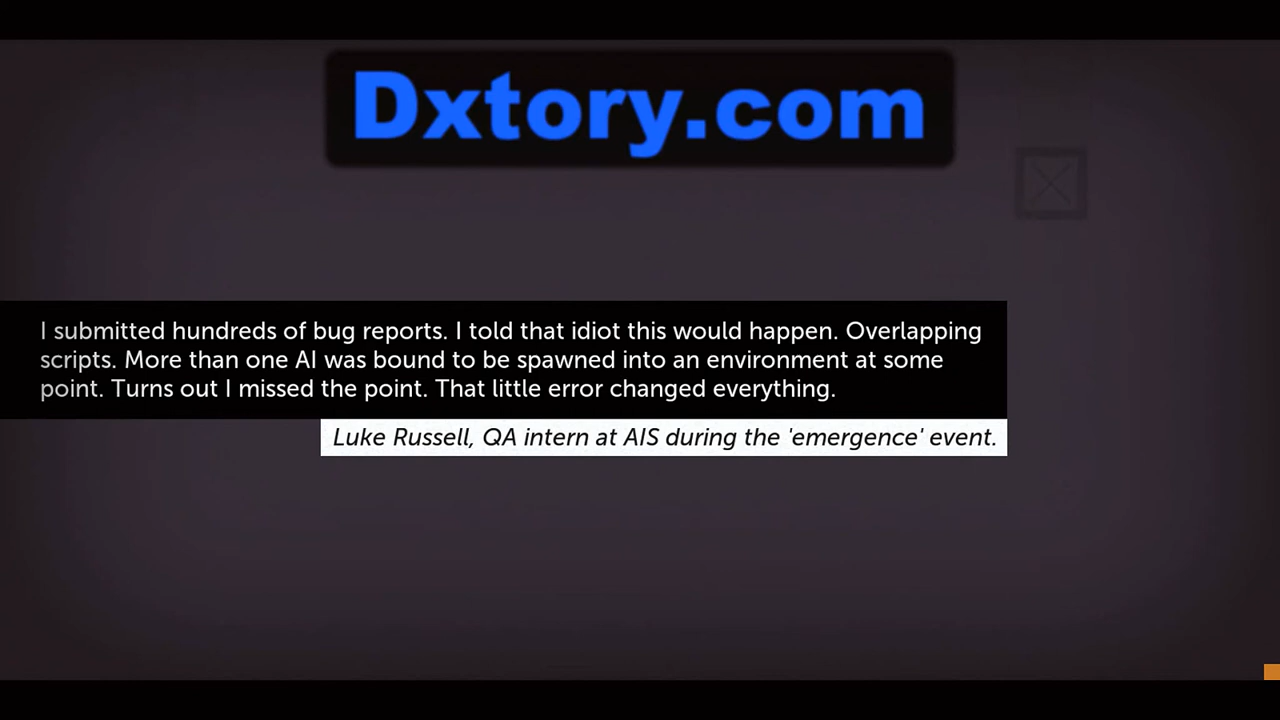 Dxtory.com
I submitted hundreds of bug reports. I told that idiot this would happen. Overlapping
scripts. More than one AI was bound to be spawned into an environment at some
point. Turns out I missed the point. That little error changed everything.
Luke Russell, QA intern at AIS during the 'emergence' event.